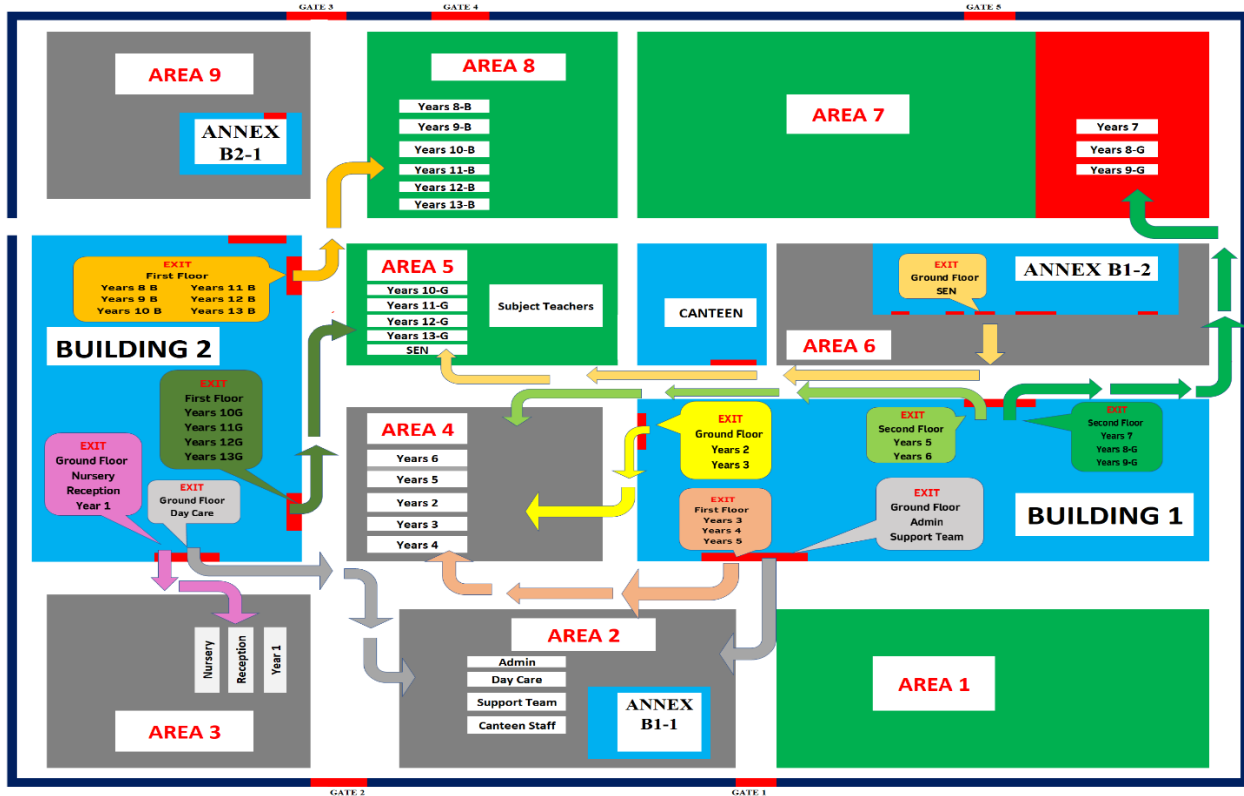 GATE 3
GATE 4
GATE 5
AREA 9
ANNEX
B2-1
AREA 8
Years 8-B
Years 9-B
Years 10-B
Years 11-B
Years 12-B
Years 13-B
AREA 7
Years 7
Years 8-G
Years 9-G
EXIT
First Floor
Years 8 B Years 11 B
Years 9 B Years 12 B
Years 10 B Years 13 B
BUILDING 2
EXIT
First Floor
Years 10G
Years 11G
Years 12G
Years 13G
EXIT
Ground Floor
Nursery
Reception
Year 1
EXIT
Ground Floor
Day Care
AREA 5
Years 10-G
Years 11-G
Years 12-G
Years 13-G
SEN
Subject Teachers
CANTEEN
EXIT
Ground Floor
SEN
ANNEX B1-2
AREA 6
AREA 4
Years 6
Years 5
Years 2
Years 3
Years 4
EXIT
Ground Floor
Years 2
Years 3
EXIT
Second Floor
Years 5
Years 6
EXIT
Second Floor
Years 7
Years 8-G
Years 9-G
EXIT
First Floor
Years 3
Years 4
Years 5
EXIT
Ground Floor
Admin
Support Team
BUILDING 1
Nursery
Reception
Year 1
AREA 3
AREA 2
Admin
Day Care
Support Team
Canteen Staff
ANNEX
B1-1
AREA 1
GATE 2
GATE 1